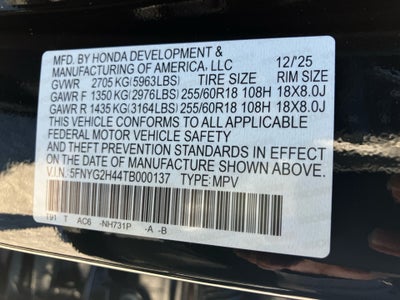 MFD. BY HONDA DEVELOPMENT & 12/'25
MANUFACTURING OF AMERICA, LLC
GVWR 2705 KG (5963LBS) TIRE SIZE RIM SIZE
GAWR F 1350 KG (2976LBS) 255/60R18 108H 18X8.0J
GAWR R 1435 KG (3164LBS) 255/60R18 108H 18X8.0J
THIS VEHICLE CONFORMS TO ALL APPLICABLE
FEDERAL MOTOR VEHICLE SAFETY
AND THEFT PREVENTION STANDARDS IN EFFECT
ON THE DATE OF MANUFACTURE SHOWN ABOVE.
V.I.N.: 5FNYG2H44TB000137 TYPE: MPV
T91 T AC6 -NH731P -A -B